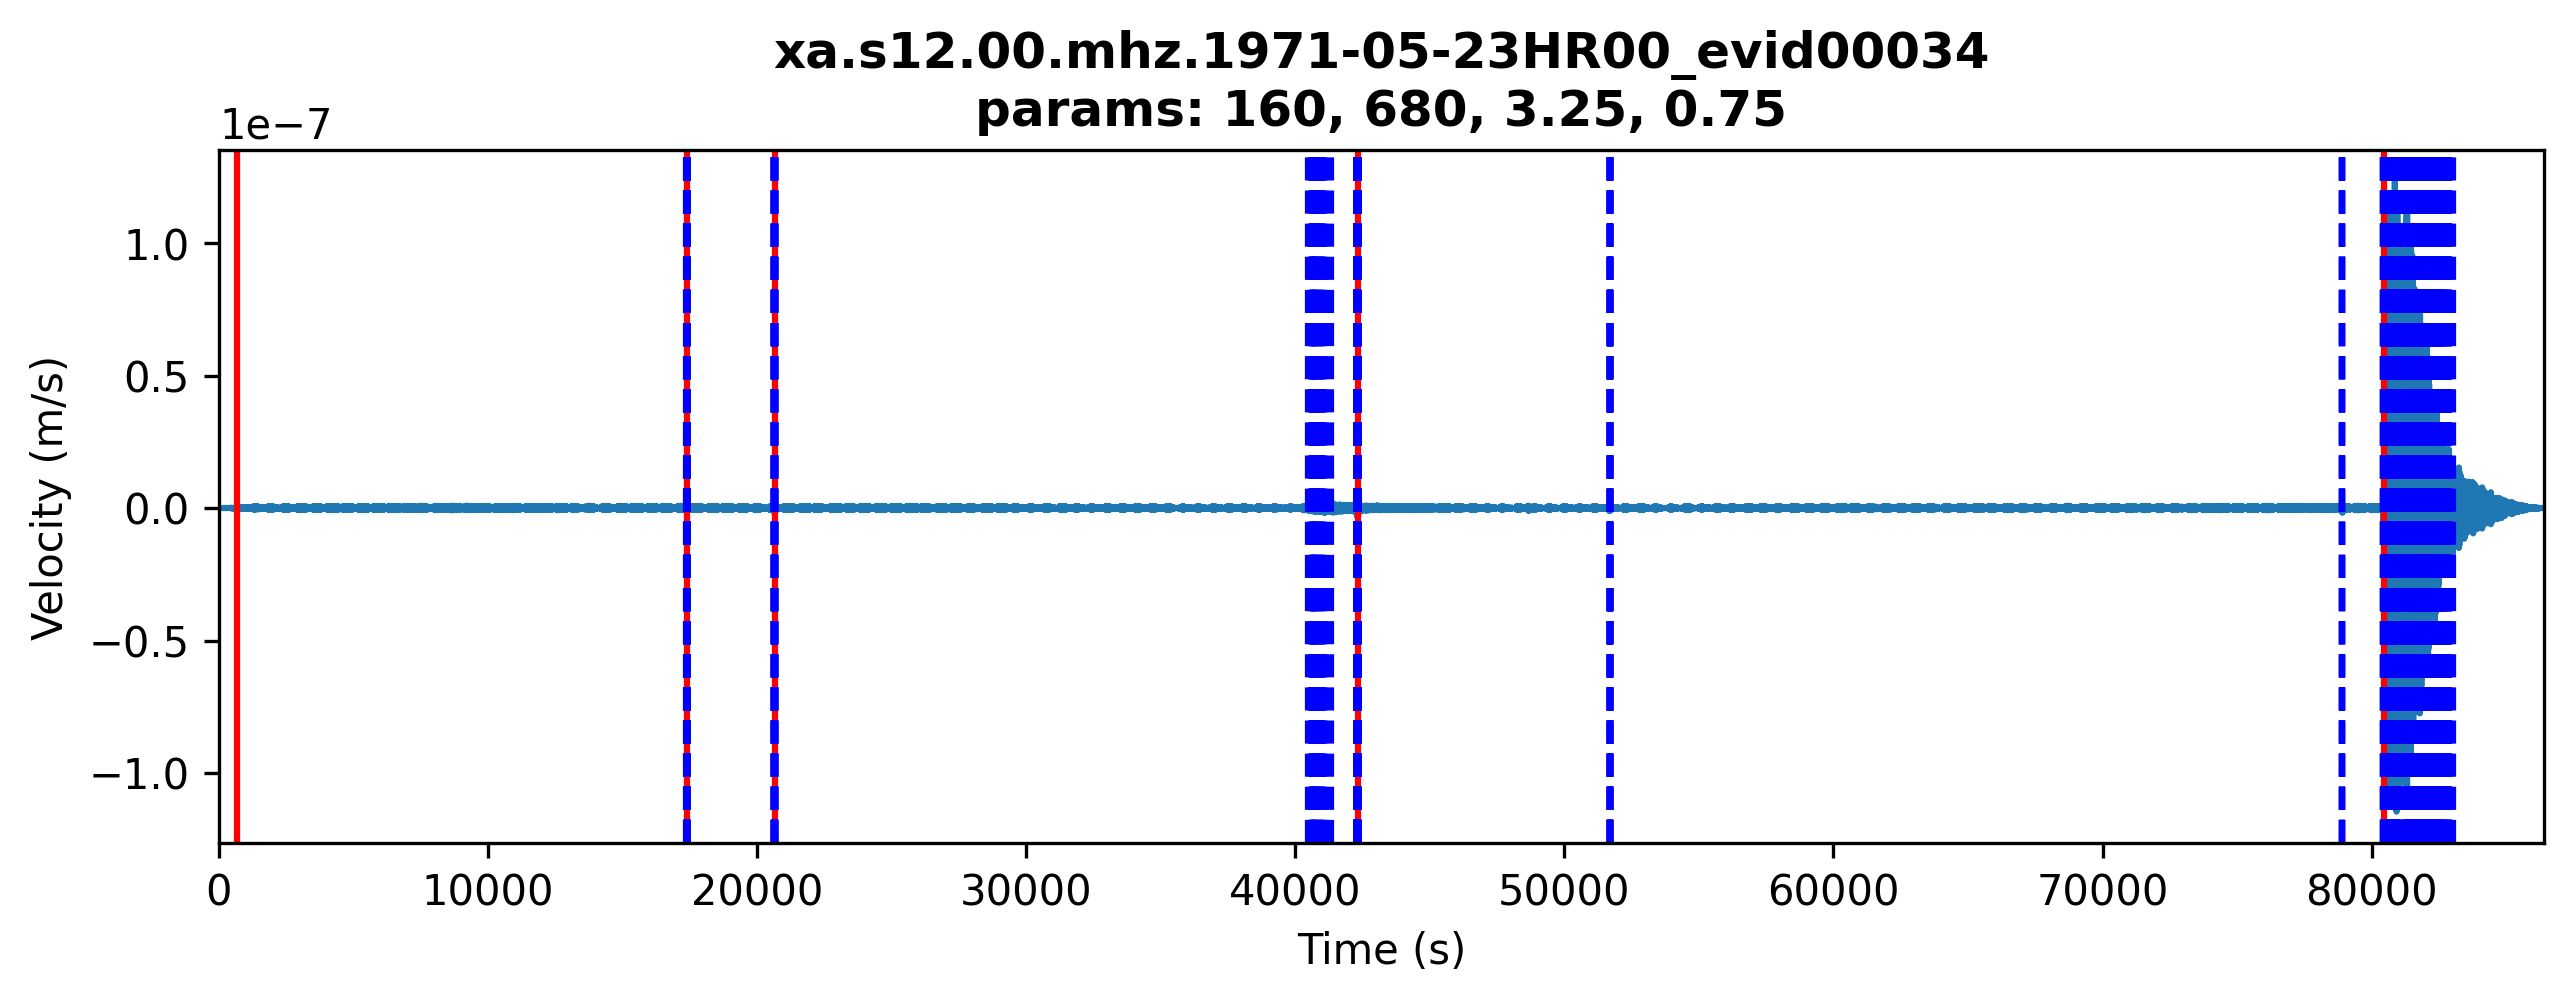 xa.s12.00.mhz.1971-05-23HR00_evid00034
params: 160, 680, 3.25, 0.75
1e−7
1.0
0.5
0.0
−0.5
−1.0
Velocity (m/s)
0 10000 20000 30000 40000 50000 60000 70000 80000
Time (s)